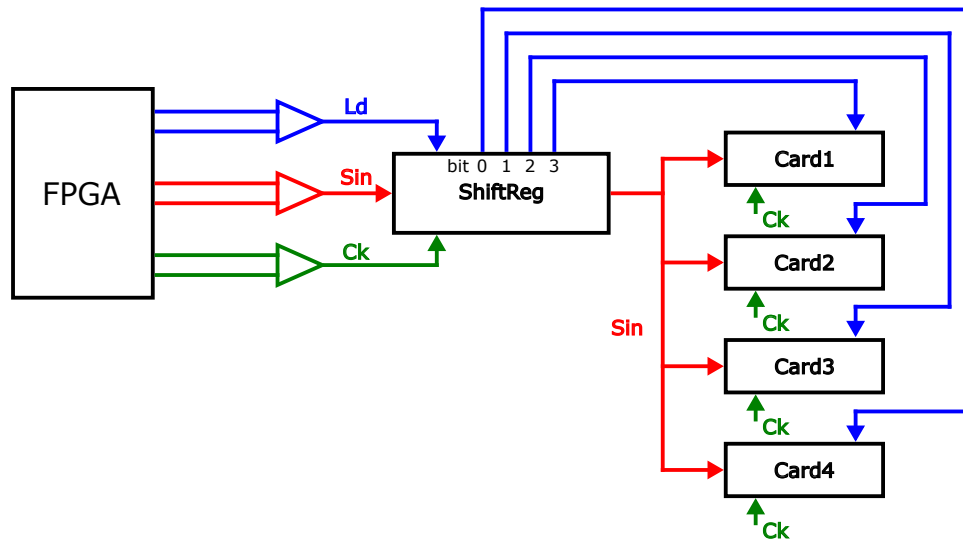 Ld
bit 0 1 2 3
Card1
FPGA
Sin
ShiftReg
Ck
Ck
Card2
Ck
Sin
Card3
Ck
Card4
Ck